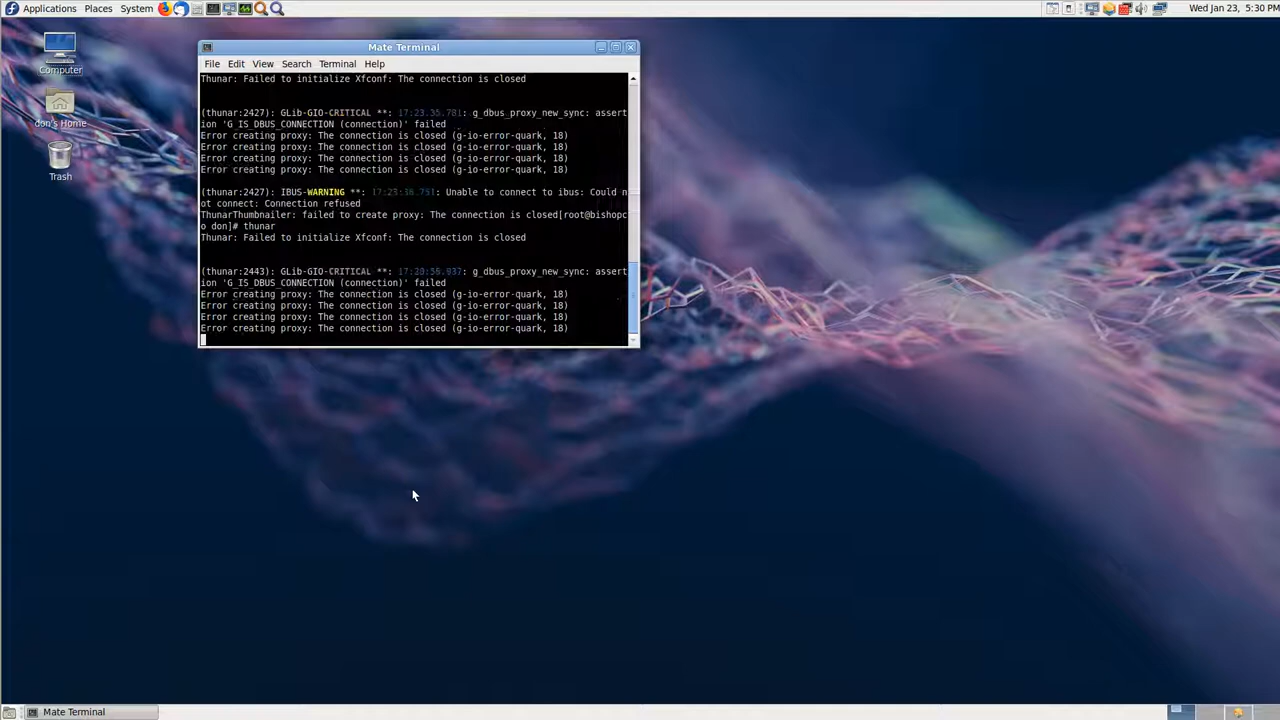 Applications Places System
Wed Jan 23, 5:30 PM
Computer
don's Home
Trash
Mate Terminal
File Edit View Search Terminal Help
Thunar: Failed to initialize Xfconf: The connection is closed
(thunar:2427): GLib-GIO-CRITICAL **: 17:23:35.781: g_dbus_proxy_new_sync: assert
ion 'G_IS_DBUS_CONNECTION (connection)' failed
Error creating proxy: The connection is closed (g-io-error-quark, 18)
Error creating proxy: The connection is closed (g-io-error-quark, 18)
Error creating proxy: The connection is closed (g-io-error-quark, 18)
Error creating proxy: The connection is closed (g-io-error-quark, 18)
(thunar:2427): IBUS-WARNING **: : Unable to connect to ibus: Could n
ot connect: Connection refused
ThunarThumbnailer: failed to create proxy: The connection is closed[root@bishopc
o don]# thunar
Thunar: Failed to initialize Xfconf: The connection is closed
(thunar:2443): GLib-GIO-CRITICAL **: : g_dbus_proxy_new_sync: assert
ion 'G_IS_DBUS_CONNECTION (connection)' failed
Error creating proxy: The connection is closed (g-io-error-quark, 18)
Error creating proxy: The connection is closed (g-io-error-quark, 18)
Error creating proxy: The connection is closed (g-io-error-quark, 18)
Error creating proxy: The connection is closed (g-io-error-quark, 18)
Mate Terminal